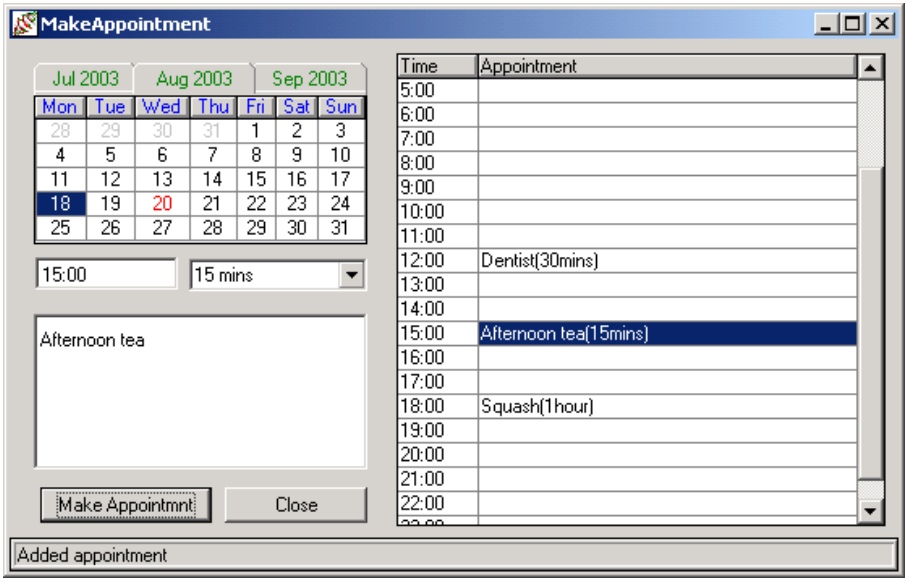 MakeAppointment
Jul 2003 Aug 2003 Sep 2003
Mon Tue Wed Thu Fri Sat Sun
28 29 30 31 1 2 3
4 5 6 7 8 9 10
11 12 13 14 15 16 17
18 19 20 21 22 23 24
25 26 27 28 29 30 31
15:00 15 mins
Afternoon tea
Make Appointmnt Close
Time Appointment
5:00
6:00
7:00
8:00
9:00
10:00
11:00
12:00 Dentist(30mins)
13:00
14:00
15:00 Afternoon tea(15mins)
16:00
17:00
18:00 Squash(1hour)
19:00
20:00
21:00
22:00
Added appointment